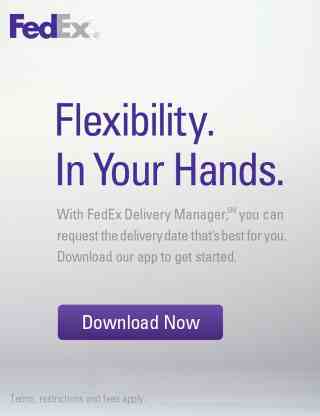 FedEx®
Flexibility.
In Your Hands.
With FedEx Delivery Manager,℠ you can
request the delivery date that's best for you.
Download our app to get started.
Download Now
Terms, restrictions and fees apply.